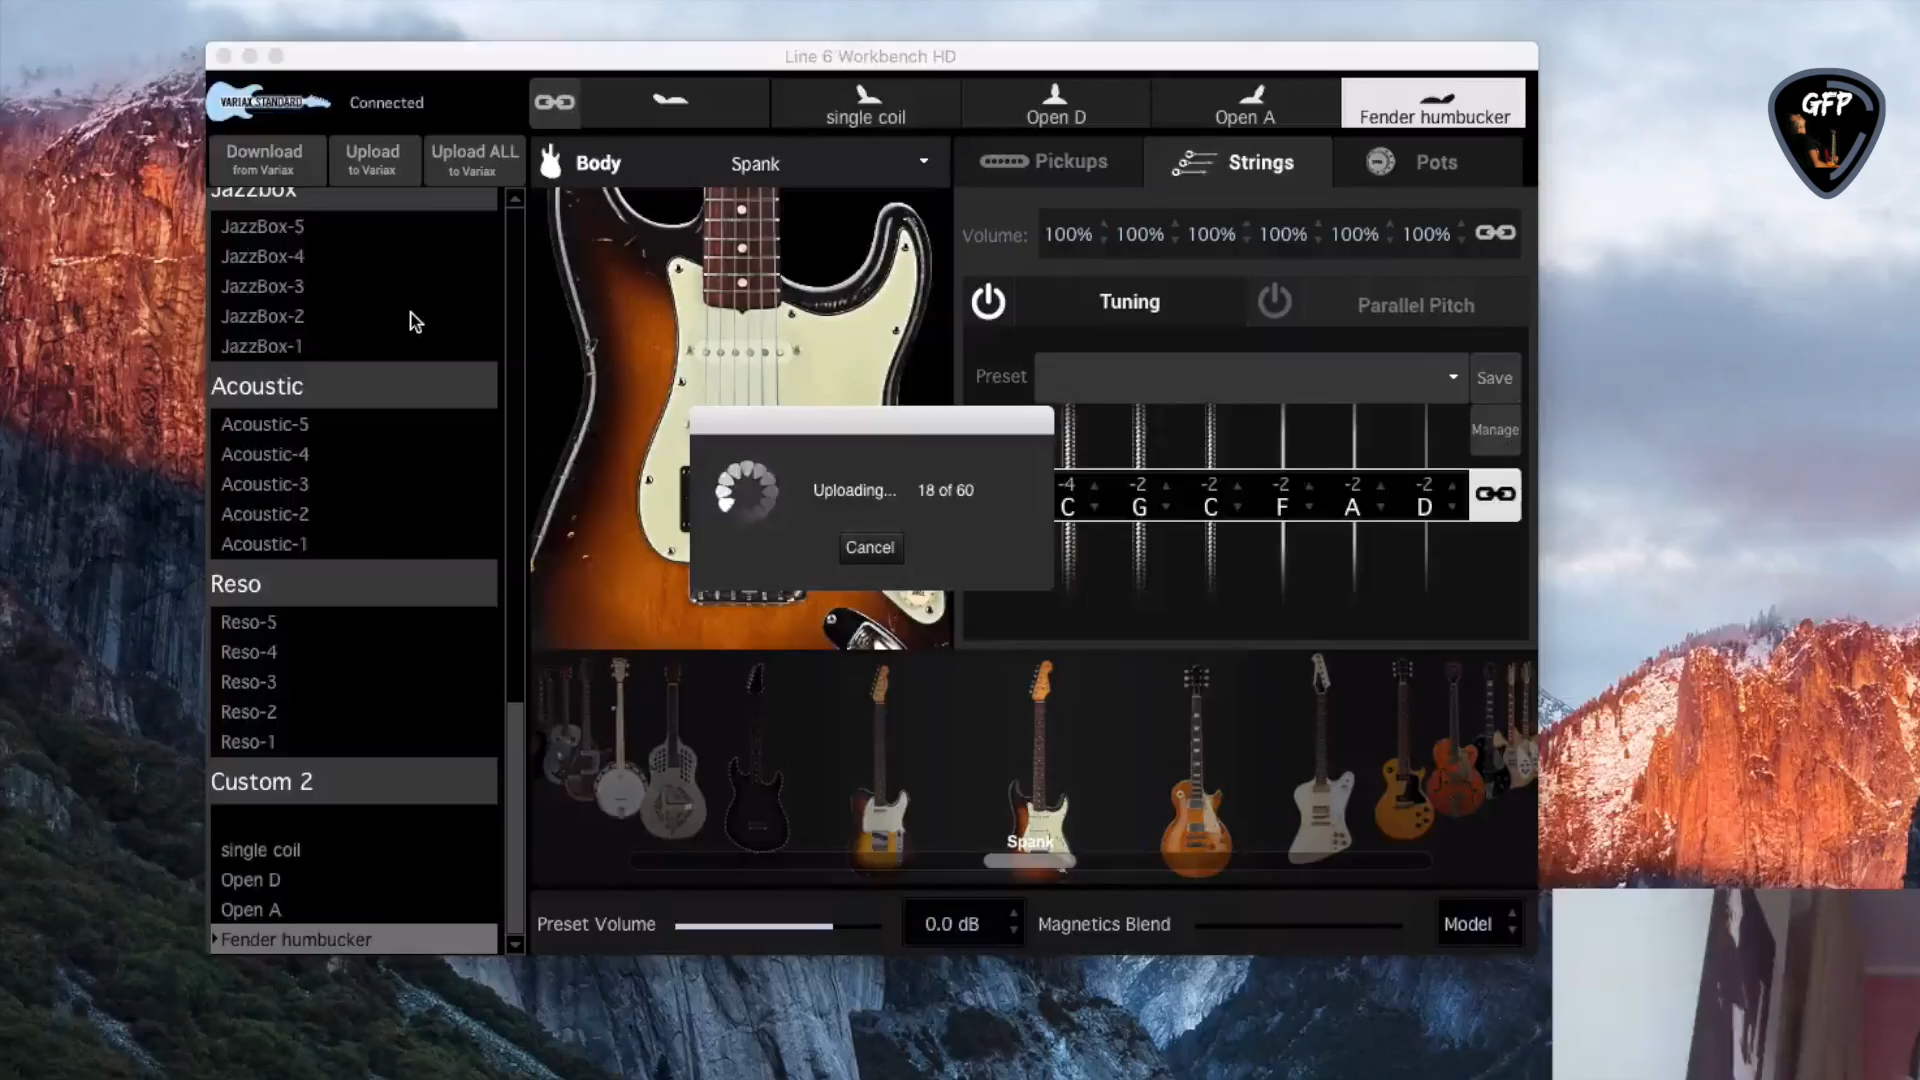 Line 6 Workbench HD
GFP
VARIAX STANDARD
Connected
single coil
Open D
Open A
Fender humbucker
Download
from Variax
Upload
to Variax
Upload ALL
to Variax
Body
Spank
Pickups
Strings
Pots
Jazzbox
JazzBox-5
JazzBox-4
JazzBox-3
JazzBox-2
JazzBox-1
Acoustic
Acoustic-5
Acoustic-4
Acoustic-3
Acoustic-2
Acoustic-1
Reso
Reso-5
Reso-4
Reso-3
Reso-2
Reso-1
Custom 2
single coil
Open D
Open A
Fender humbucker
Volume: 100% 100% 100% 100% 100% 100%
Tuning
Parallel Pitch
Preset
Save
Manage
-4 -2 -2 -2 -2 -2
C G C F A D
Uploading... 18 of 60
Cancel
Spank
Preset Volume
0.0 dB
Magnetics Blend
Model